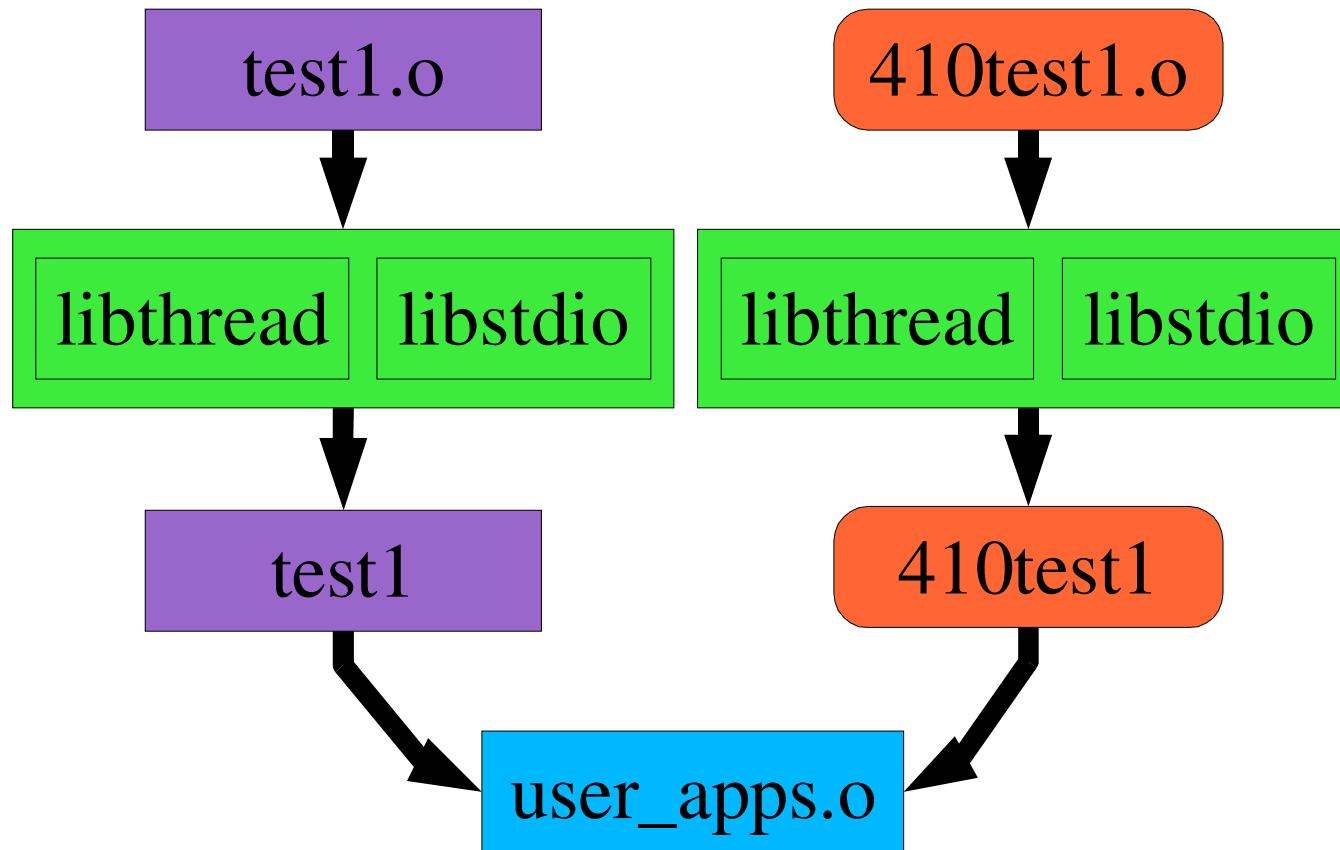 test1.o
410test1.o
libthread
libstdio
libthread
libstdio
test1
410test1
user_apps.o